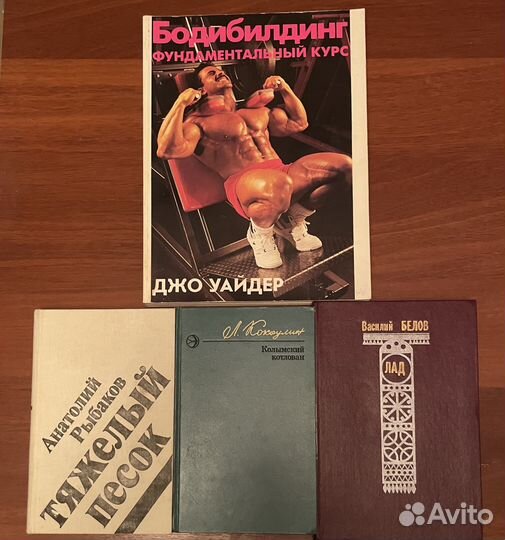 Бодибилдинг
ФУНДАМЕНТАЛЬНЫЙ КУРС
ДЖО УАЙДЕР
Анатолий
Рыбаков
ТЯЖЕЛЫЙ
ПЕСОК
Л. Кокоулин
Колымский
котлован
Василий БЕЛОВ
ЛАД
Avito